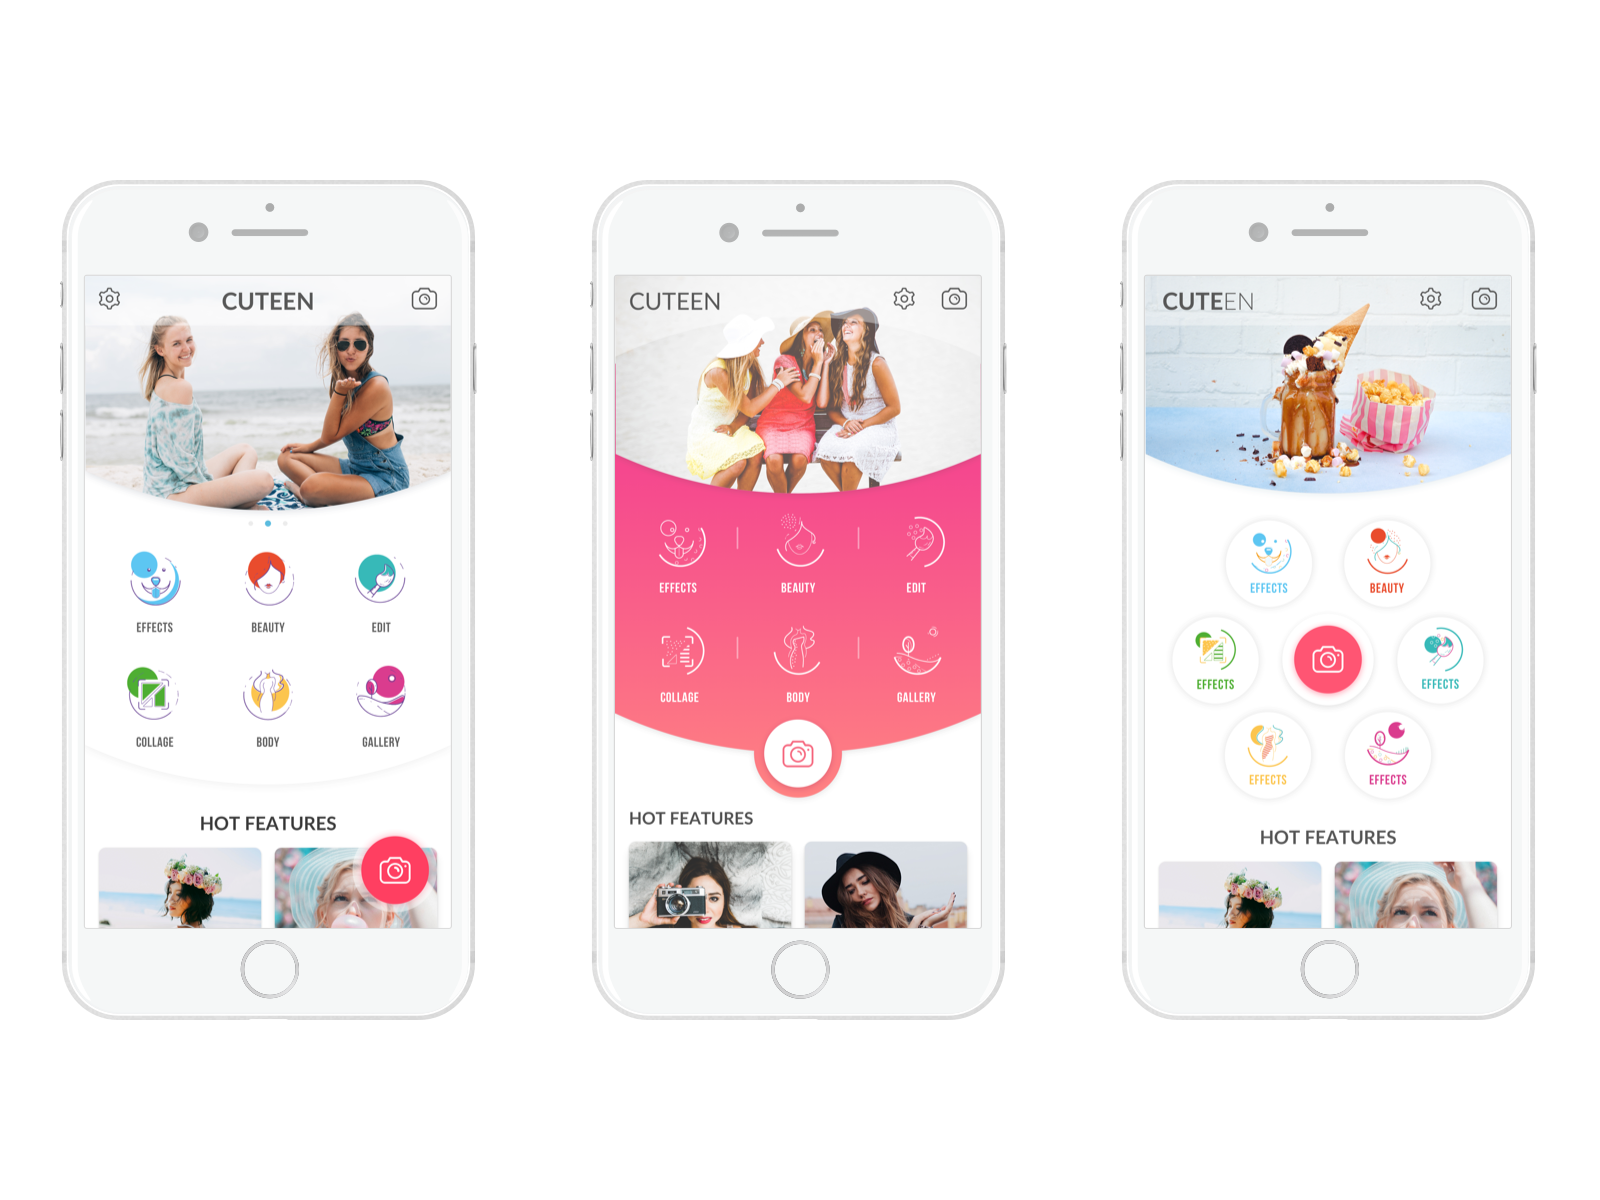 CUTEEN
EFFECTS BEAUTY EDIT
COLLAGE BODY GALLERY
HOT FEATURES
CUTEEN
EFFECTS BEAUTY EDIT
COLLAGE BODY GALLERY
HOT FEATURES
CUTEEN
EFFECTS BEAUTY
EFFECTS EFFECTS
EFFECTS EFFECTS
HOT FEATURES